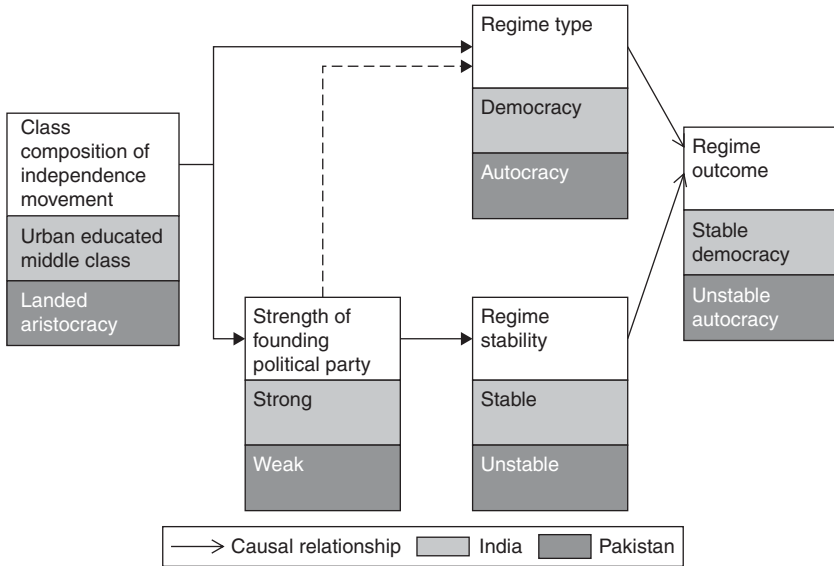 Class
composition of
independence
movement
Urban educated
middle class
Landed
aristocracy
Strength of
founding
political party
Strong
Weak
Regime type
Democracy
Autocracy
Regime
stability
Stable
Unstable
Regime
outcome
Stable
democracy
Unstable
autocracy
Causal relationship
India
Pakistan